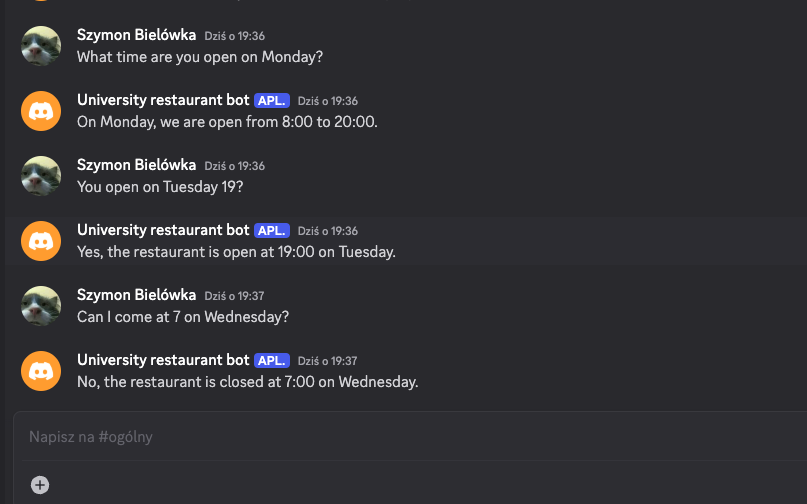 Szymon Bielówka Dziś o 19:36
What time are you open on Monday?
University restaurant bot APL. Dziś o 19:36
On Monday, we are open from 8:00 to 20:00.
Szymon Bielówka Dziś o 19:36
You open on Tuesday 19?
University restaurant bot APL. Dziś o 19:36
Yes, the restaurant is open at 19:00 on Tuesday.
Szymon Bielówka Dziś o 19:37
Can I come at 7 on Wednesday?
University restaurant bot APL. Dziś o 19:37
No, the restaurant is closed at 7:00 on Wednesday.
Napisz na #ogólny